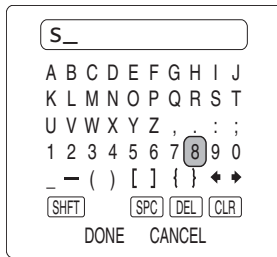 S_
A B C D E F G H I J
K L M N O P Q R S T
U V W X Y Z , . : ;
1 2 3 4 5 6 7 8 9 0
_ — ( ) [ ] { } ← →
SHFT SPC DEL CLR
DONE CANCEL